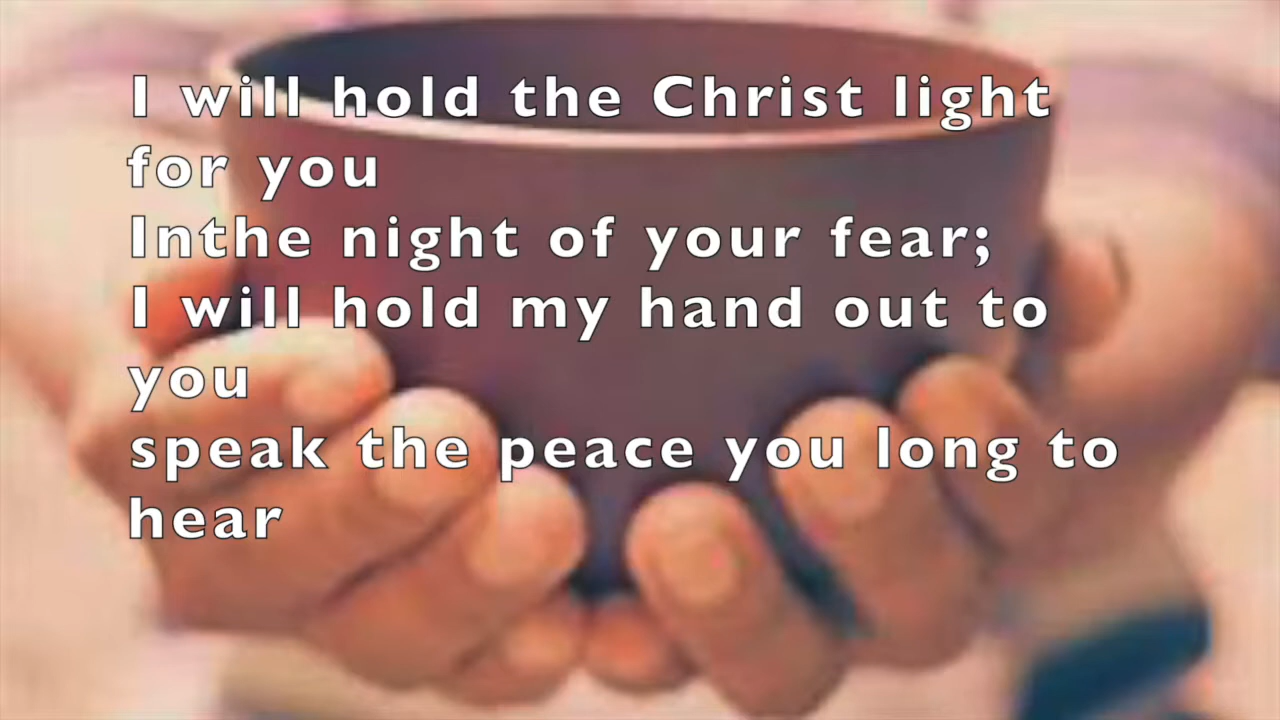 I will hold the Christ light
for you
Inthe night of your fear;
I will hold my hand out to
you
speak the peace you long to
hear